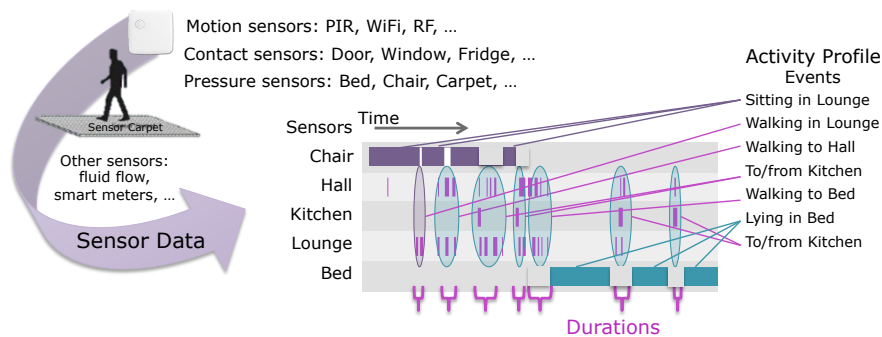 Motion sensors: PIR, WiFi, RF, ...
Contact sensors: Door, Window, Fridge, ...
Pressure sensors: Bed, Chair, Carpet, ...
Sensor Carpet
Other sensors:
fluid flow,
smart meters, ...
Sensor Data
Activity Profile
Events
Sitting in Lounge
Walking in Lounge
Walking to Hall
To/from Kitchen
Walking to Bed
Lying in Bed
To/from Kitchen
Sensors
Time
Chair
Hall
Kitchen
Lounge
Bed
Durations